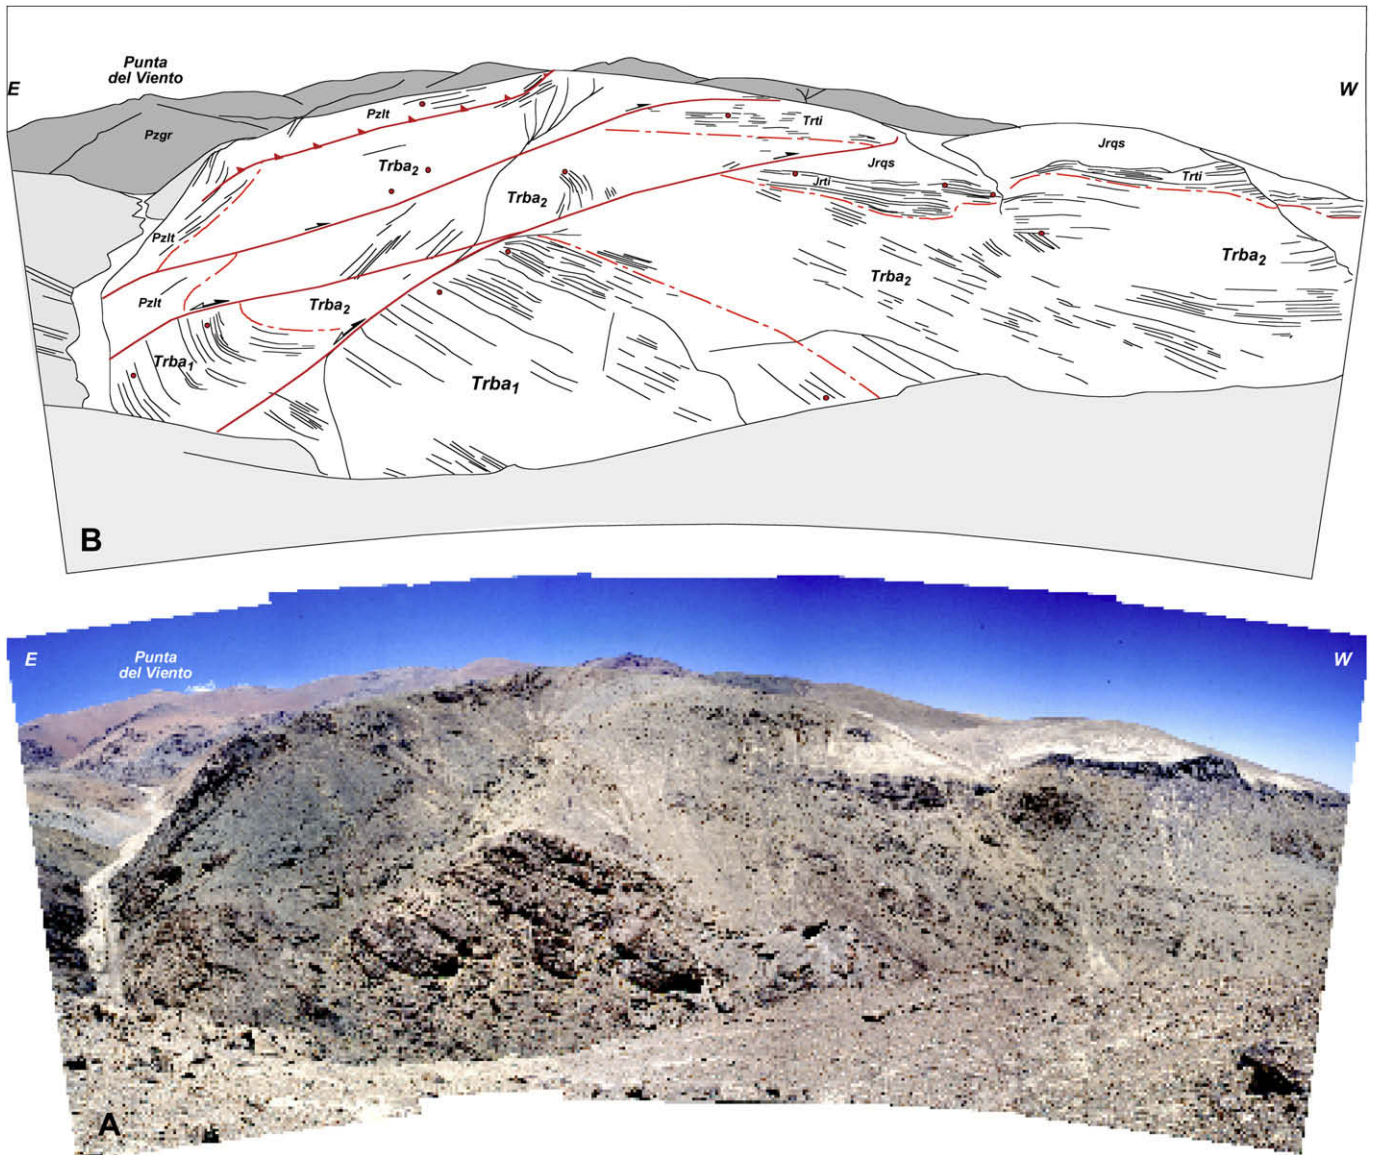 Punta
del Viento
E
W
Pzgr
Pzlt
Trti
Jrqs
Trba2
Jrqs
Trti
Jrti
Trba2
Pzlt
Trba2
Trba2
Pzlt
Trba2
Trba1
Trba1
B
E
Punta
del Viento
W
A